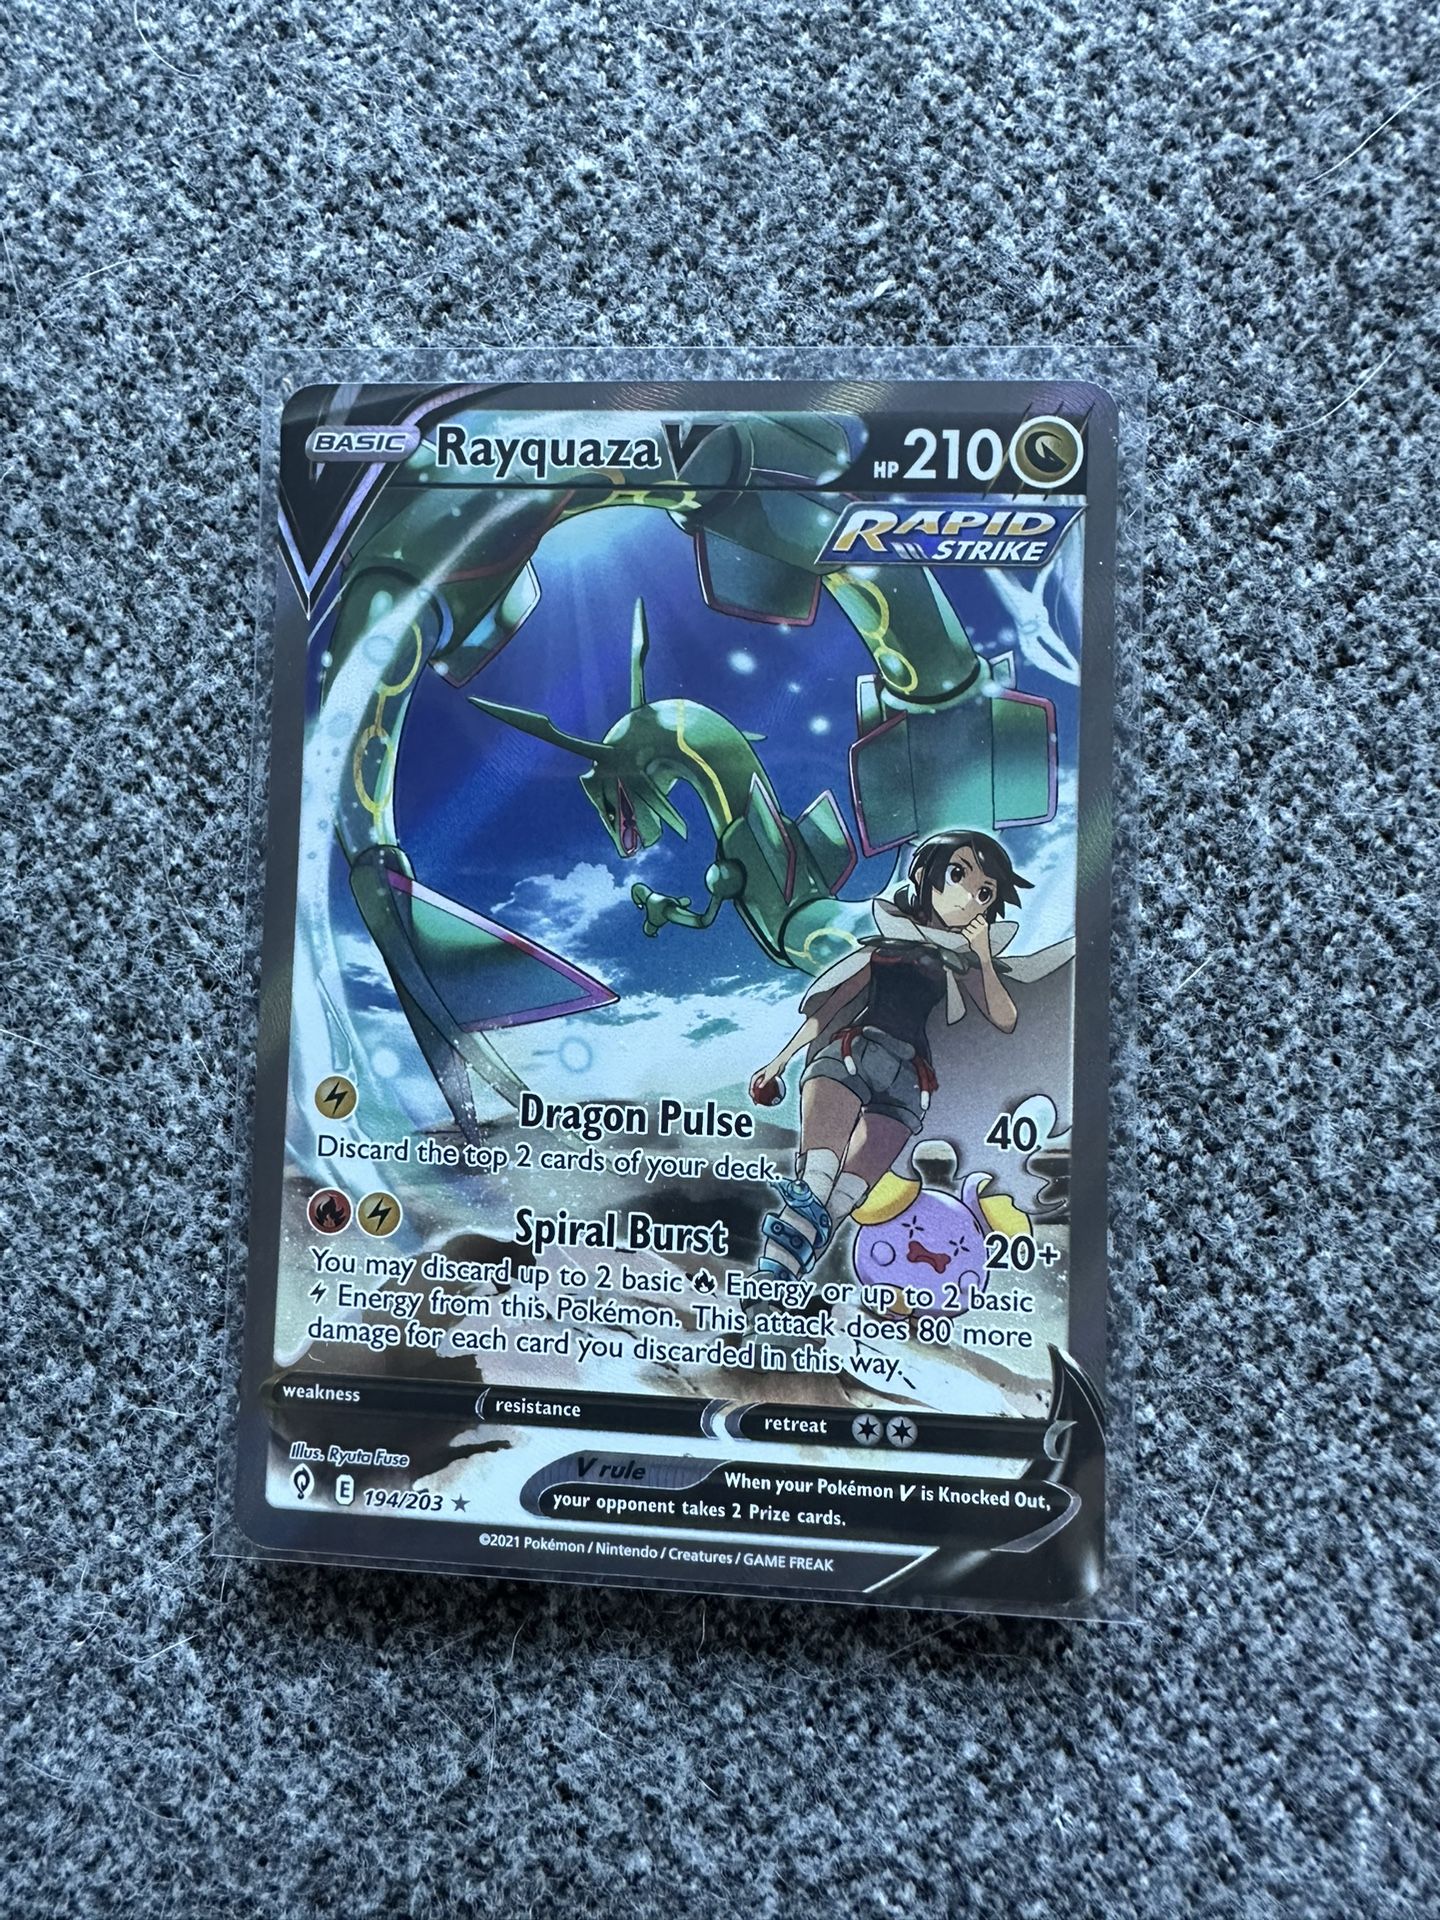 BASIC Rayquaza V HP 210
RAPID
STRIKE
Dragon Pulse 40
Discard the top 2 cards of your deck.
Spiral Burst 20+
You may discard up to 2 basic Energy or up to 2 basic
Energy from this Pokémon. This attack does 80 more
damage for each card you discarded in this way.
weakness resistance retreat
Illus. Ryuta Fuse
E 194/203
V rule When your Pokémon V is Knocked Out,
your opponent takes 2 Prize cards.
©2021 Pokémon / Nintendo / Creatures / GAME FREAK